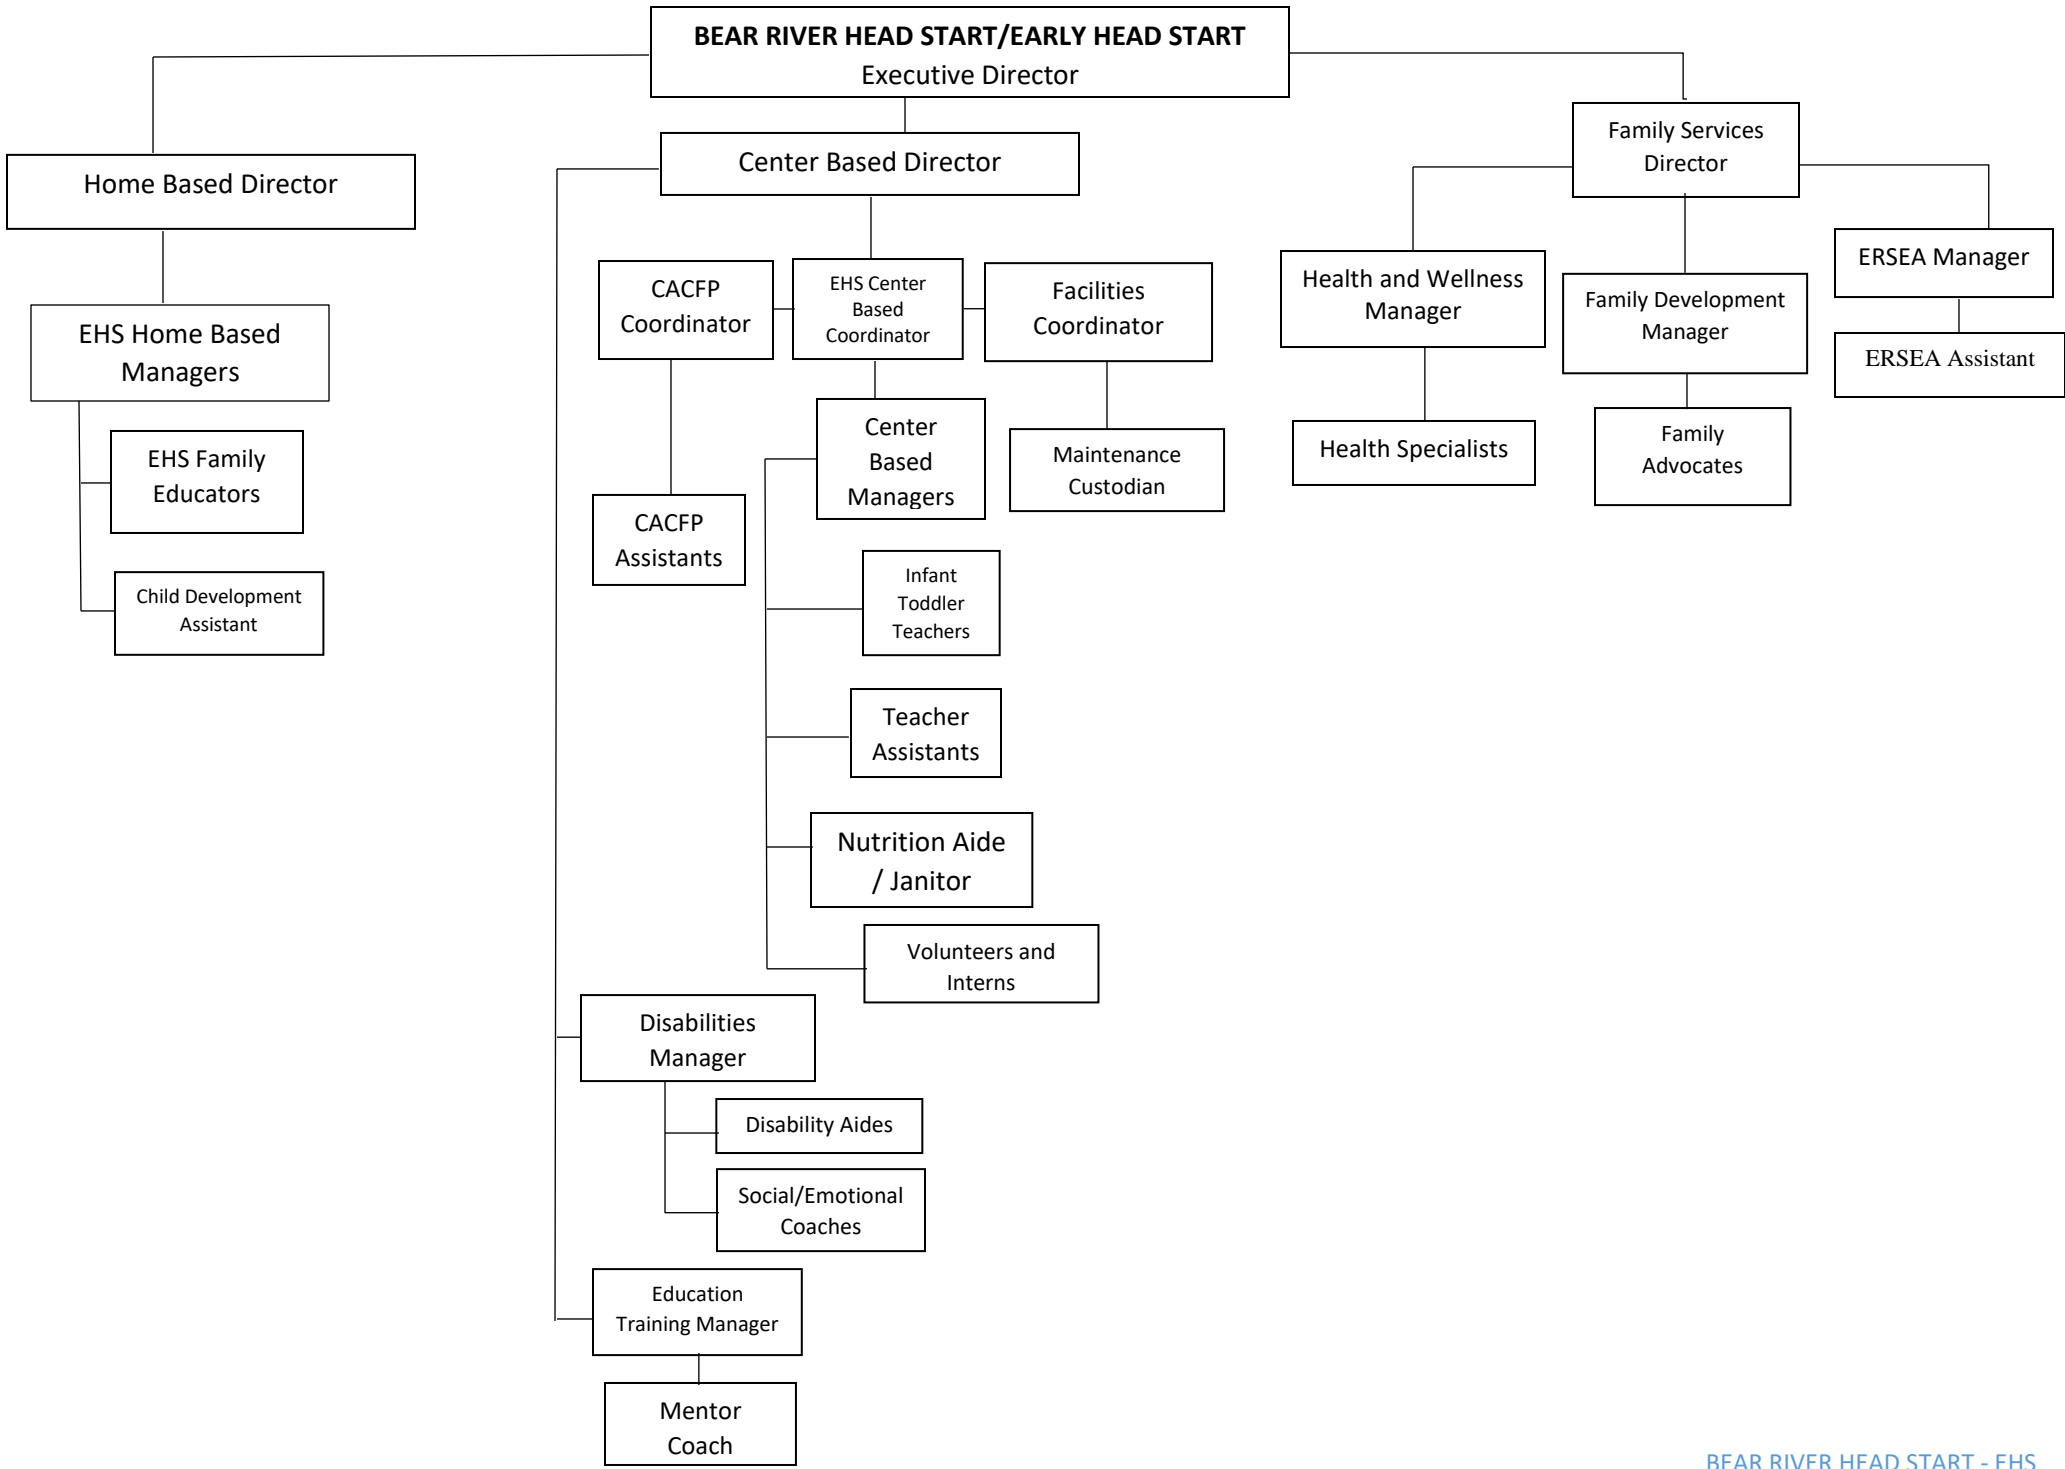 BEAR RIVER HEAD START/EARLY HEAD START
Executive Director
Home Based Director
EHS Home Based
Managers
EHS Family
Educators
Child Development
Assistant
Center Based Director
CACFP
Coordinator
EHS Center
Based
Coordinator
Facilities
Coordinator
CACFP
Assistants
Center
Based
Managers
Maintenance
Custodian
Infant
Toddler
Teachers
Teacher
Assistants
Nutrition Aide
/ Janitor
Volunteers and
Interns
Disabilities
Manager
Disability Aides
Social/Emotional
Coaches
Education
Training Manager
Mentor
Coach
Family Services
Director
Health and Wellness
Manager
Health Specialists
Family Development
Manager
Family
Advocates
ERSEA Manager
ERSEA Assistant
BEAR RIVER HEAD START - EHS